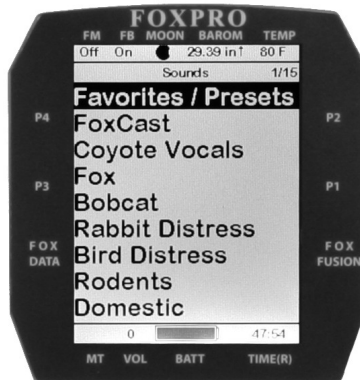 FOXPRO
FM FB MOON BAROM TEMP
Off On 29.39 in↑ 80 F
Sounds 1/15
Favorites / Presets
FoxCast
Coyote Vocals
Fox
Bobcat
Rabbit Distress
Bird Distress
Rodents
Domestic
P4
P2
P3
P1
FOX DATA
FOX FUSION
0 47:54
MT VOL BATT TIME(R)